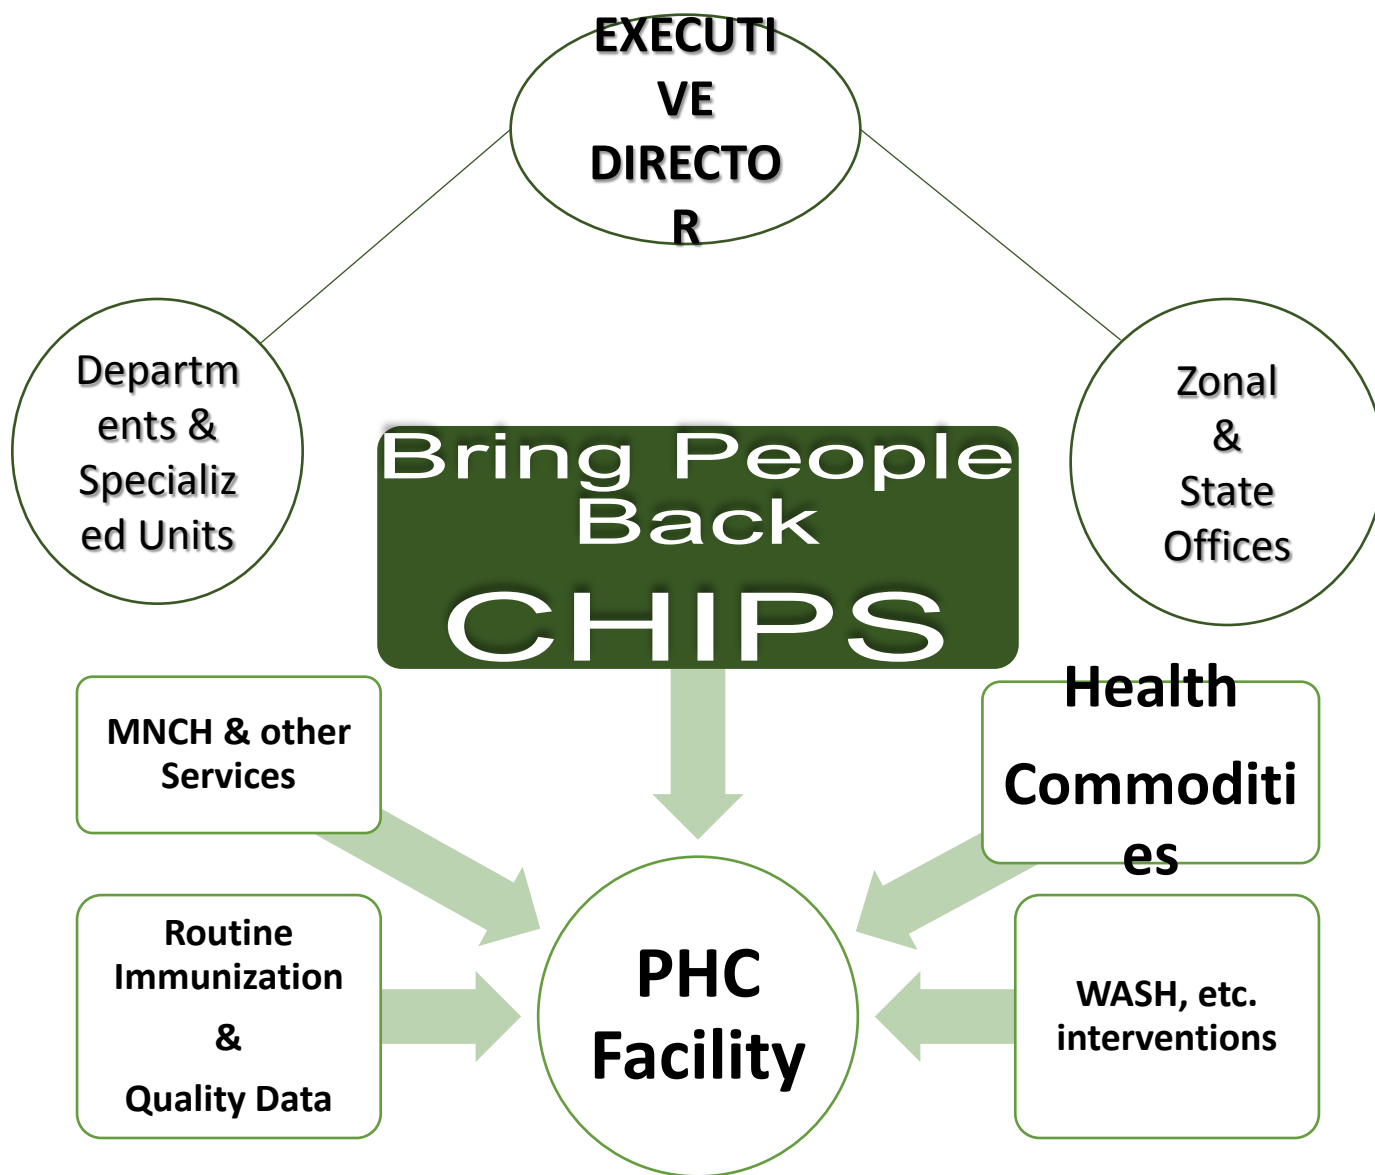 EXECUTI
VE
DIRECTO
R
Departm
ents &
Specializ
ed Units
Zonal
&
State
Offices
Bring People
Back
CHIPS
MNCH & other
Services
Health
Commoditi
es
Routine
Immunization
&
Quality Data
PHC
Facility
WASH, etc.
interventions